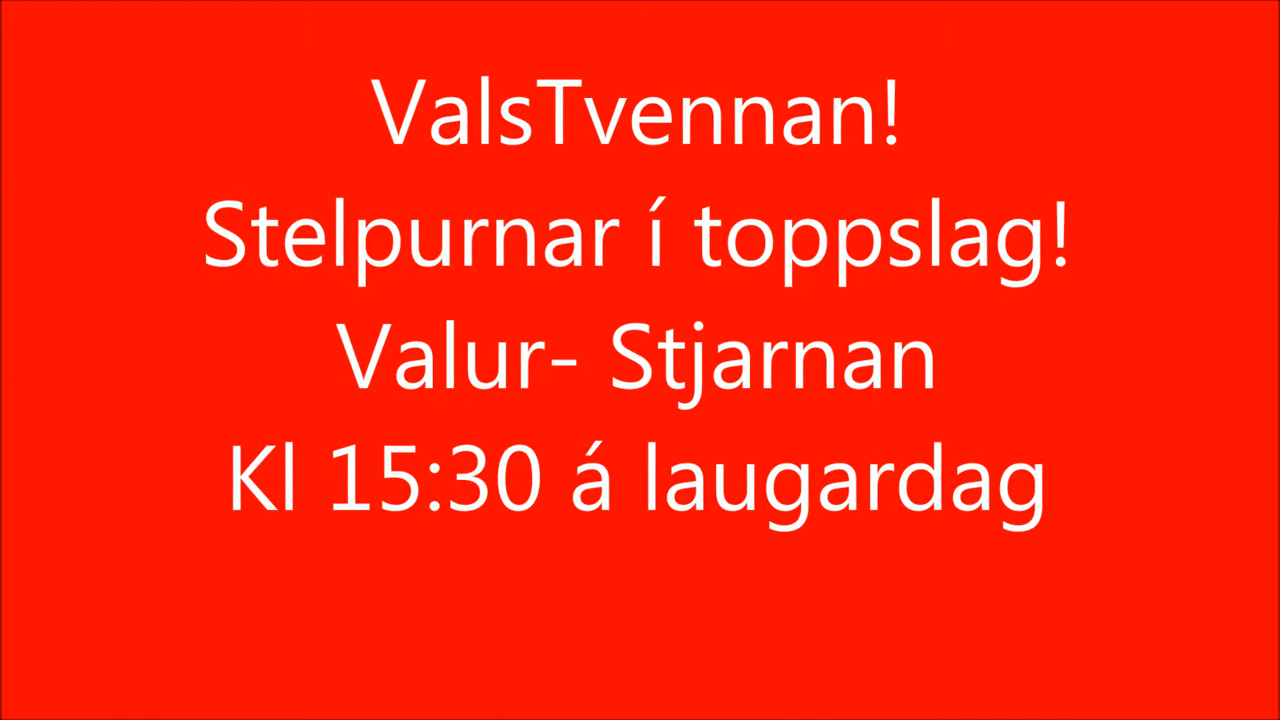 ValsTvennan!
Stelpurnar í toppslag!
Valur- Stjarnan
Kl 15:30 á laugardag